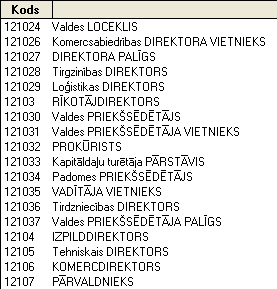 Kods
121024 Valdes LOCEKLIS
121026 Komercsabiedrības DIREKTORA VIETNIEKS
121027 DIREKTORA PALĪGS
121028 Tirgzinības DIREKTORS
121029 Loģistikas DIREKTORS
12103 RĪKOTĀJDIREKTORS
121030 Valdes PRIEKŠSĒDĒTĀJS
121031 Valdes PRIEKŠSĒDĒTĀJA VIETNIEKS
121032 PROKŪRISTS
121033 Kapitāldaļu turētāja PĀRSTĀVIS
121034 Padomes PRIEKŠSĒDĒTĀJS
121035 VADĪTĀJA VIETNIEKS
121036 Tirdzniecības DIREKTORS
121037 Valdes PRIEKŠSĒDĒTĀJA PALĪGS
12104 IZPILDDIREKTORS
12105 Tehniskais DIREKTORS
12106 KOMERCDIREKTORS
12107 PĀRVALDNIEKS